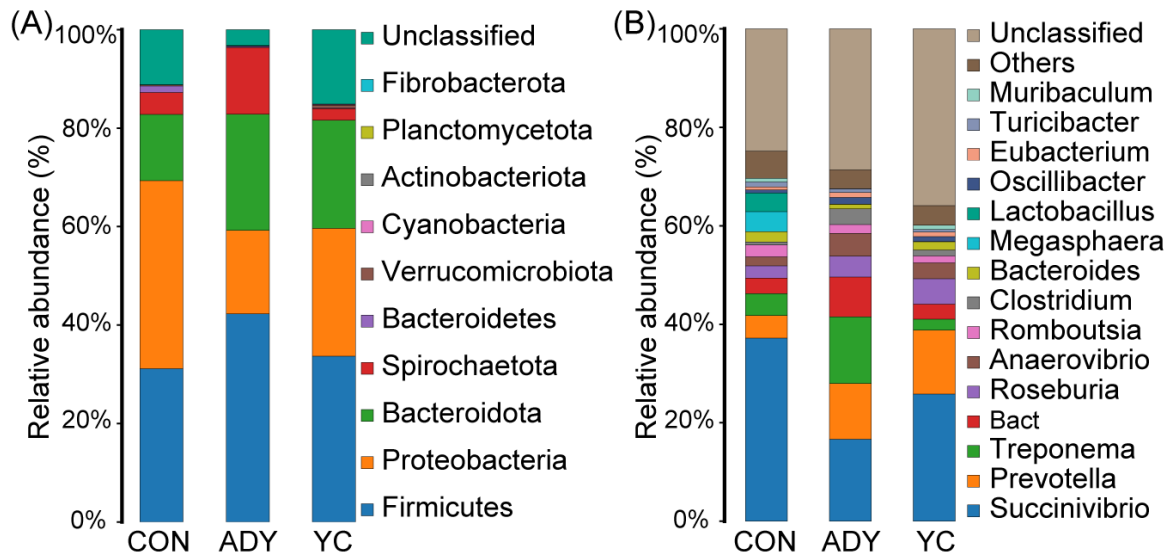 (A)
Relative abundance (%)
100%
80%
60%
40%
20%
0%
CON ADY YC
Unclassified
Fibrobacterota
Planctomycetota
Actinobacteriota
Cyanobacteria
Verrucomicrobiota
Bacteroidetes
Spirochaetota
Bacteroidota
Proteobacteria
Firmicutes
(B)
Relative abundance (%)
100%
80%
60%
40%
20%
0%
CON ADY YC
Unclassified
Others
Muribaculum
Turicibacter
Eubacterium
Oscillibacter
Lactobacillus
Megasphaera
Bacteroides
Clostridium
Romboutsia
Anaerovibrio
Roseburia
Bact
Treponema
Prevotella
Succinivibrio